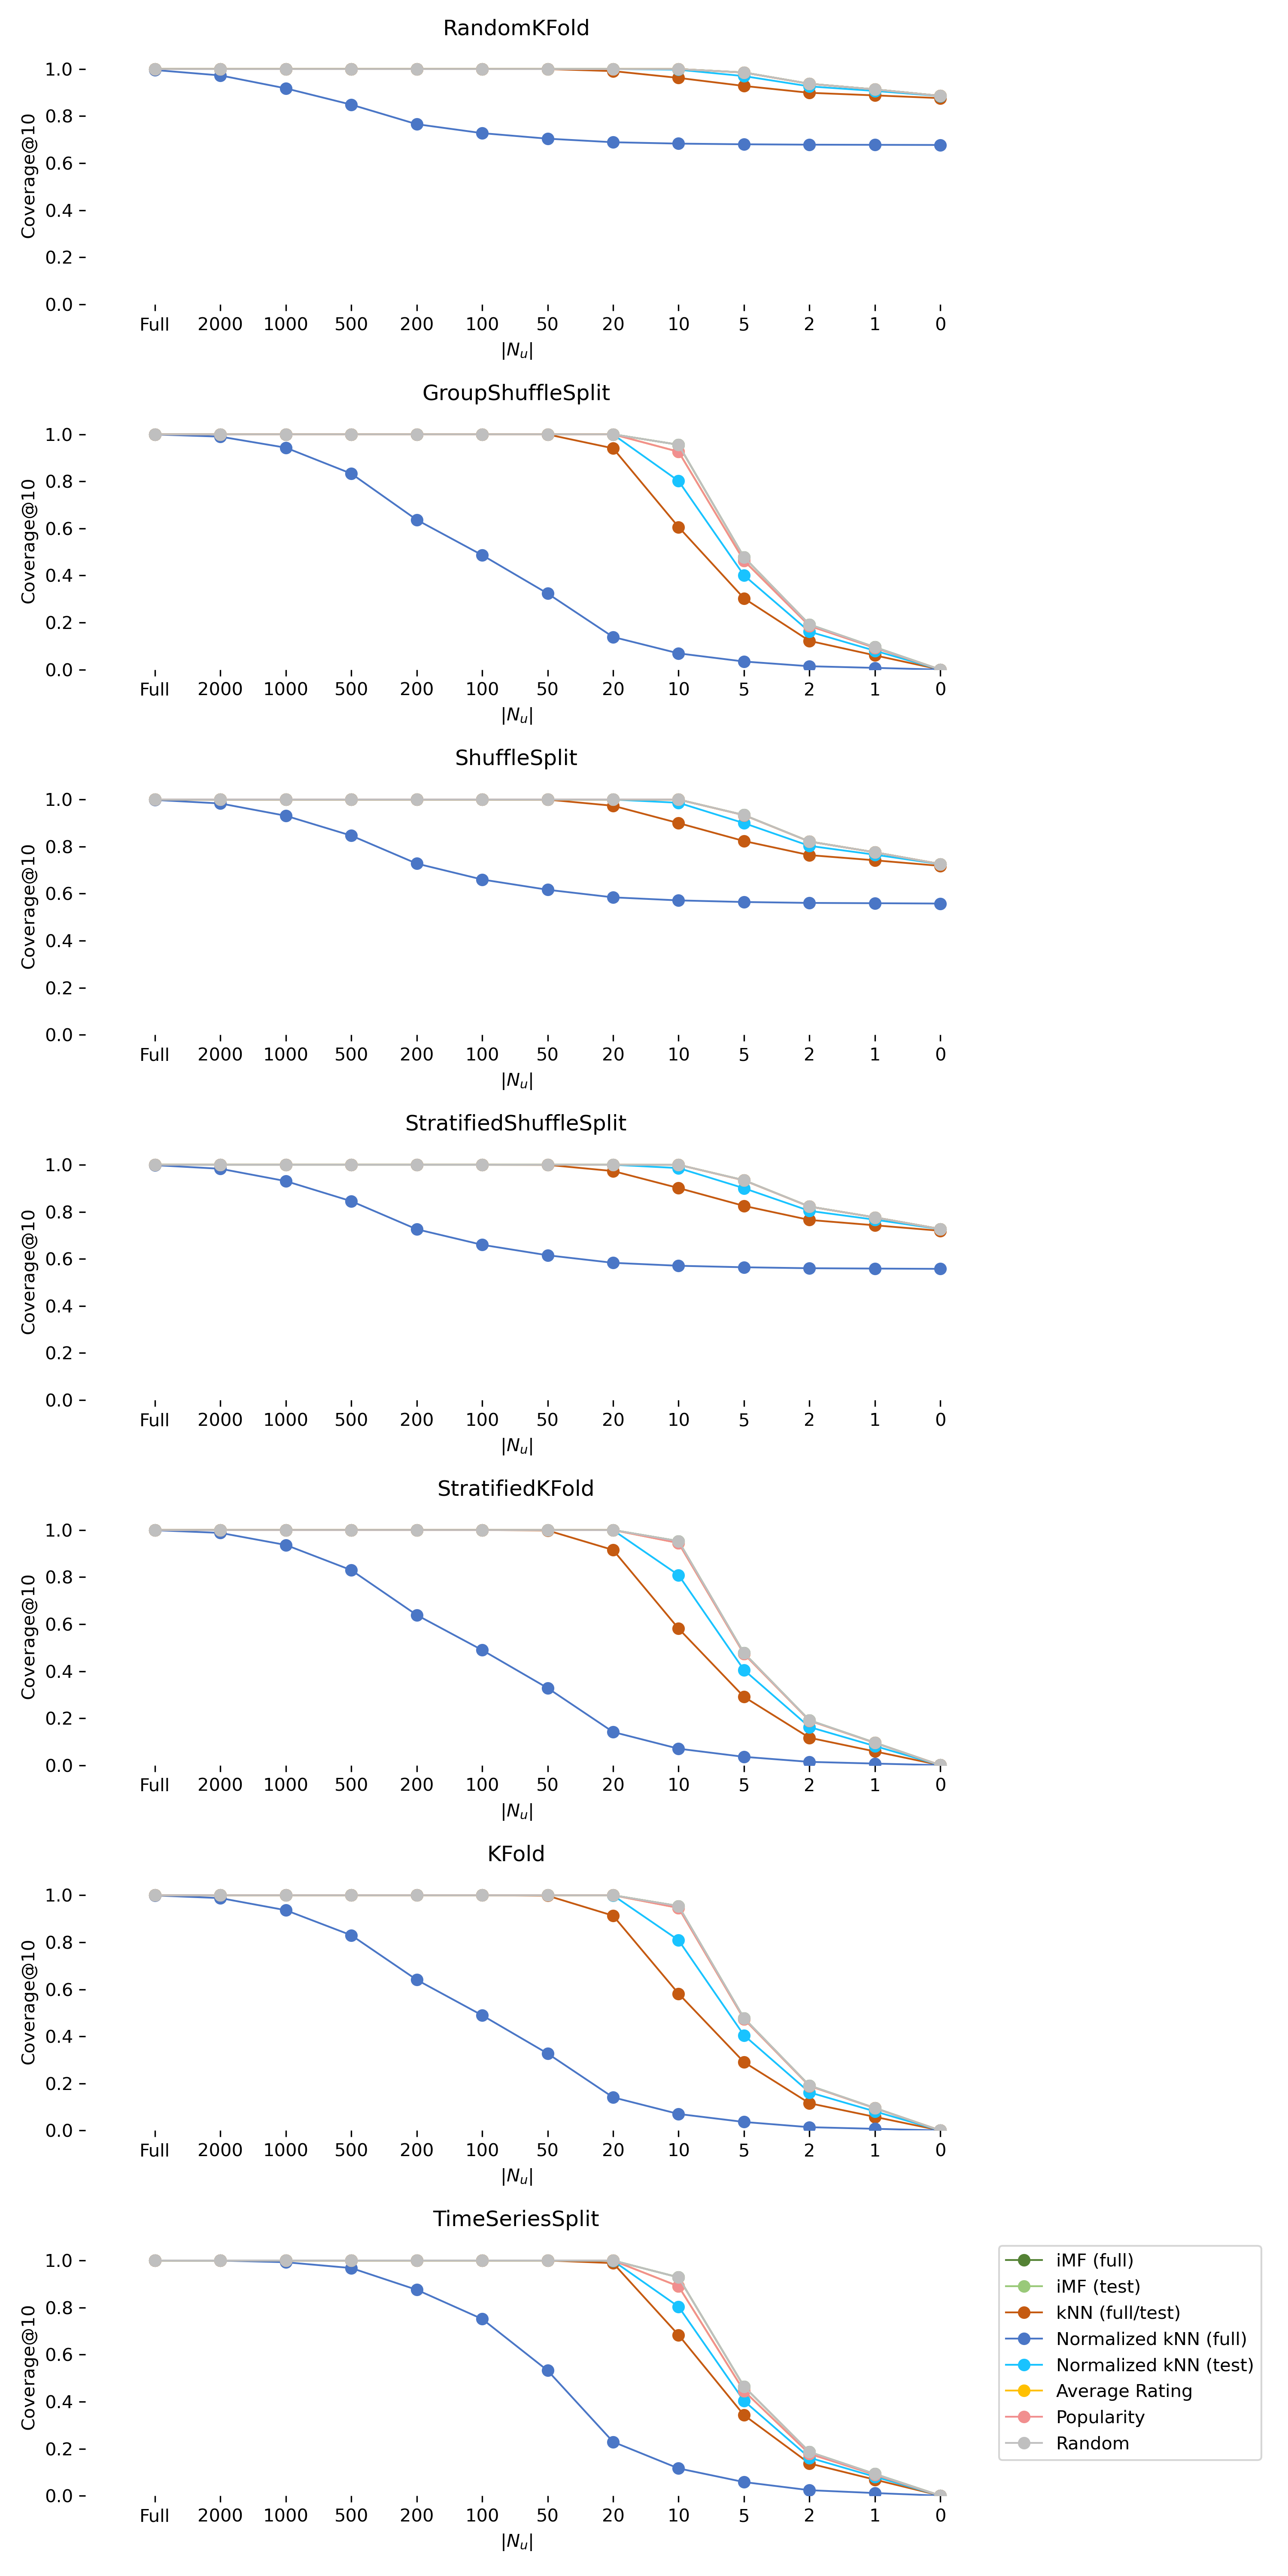 RandomKFold
1.0
0.8
0.6
0.4
0.2
0.0
Coverage@10
Full 2000 1000 500 200 100 50 20 10 5 2 1 0
|Nu|
GroupShuffleSplit
1.0
0.8
0.6
0.4
0.2
0.0
Coverage@10
Full 2000 1000 500 200 100 50 20 10 5 2 1 0
|Nu|
ShuffleSplit
1.0
0.8
0.6
0.4
0.2
0.0
Coverage@10
Full 2000 1000 500 200 100 50 20 10 5 2 1 0
|Nu|
StratifiedShuffleSplit
1.0
0.8
0.6
0.4
0.2
0.0
Coverage@10
Full 2000 1000 500 200 100 50 20 10 5 2 1 0
|Nu|
StratifiedKFold
1.0
0.8
0.6
0.4
0.2
0.0
Coverage@10
Full 2000 1000 500 200 100 50 20 10 5 2 1 0
|Nu|
KFold
1.0
0.8
0.6
0.4
0.2
0.0
Coverage@10
Full 2000 1000 500 200 100 50 20 10 5 2 1 0
|Nu|
TimeSeriesSplit
1.0
0.8
0.6
0.4
0.2
0.0
Coverage@10
Full 2000 1000 500 200 100 50 20 10 5 2 1 0
|Nu|
iMF (full)
iMF (test)
kNN (full/test)
Normalized kNN (full)
Normalized kNN (test)
Average Rating
Popularity
Random